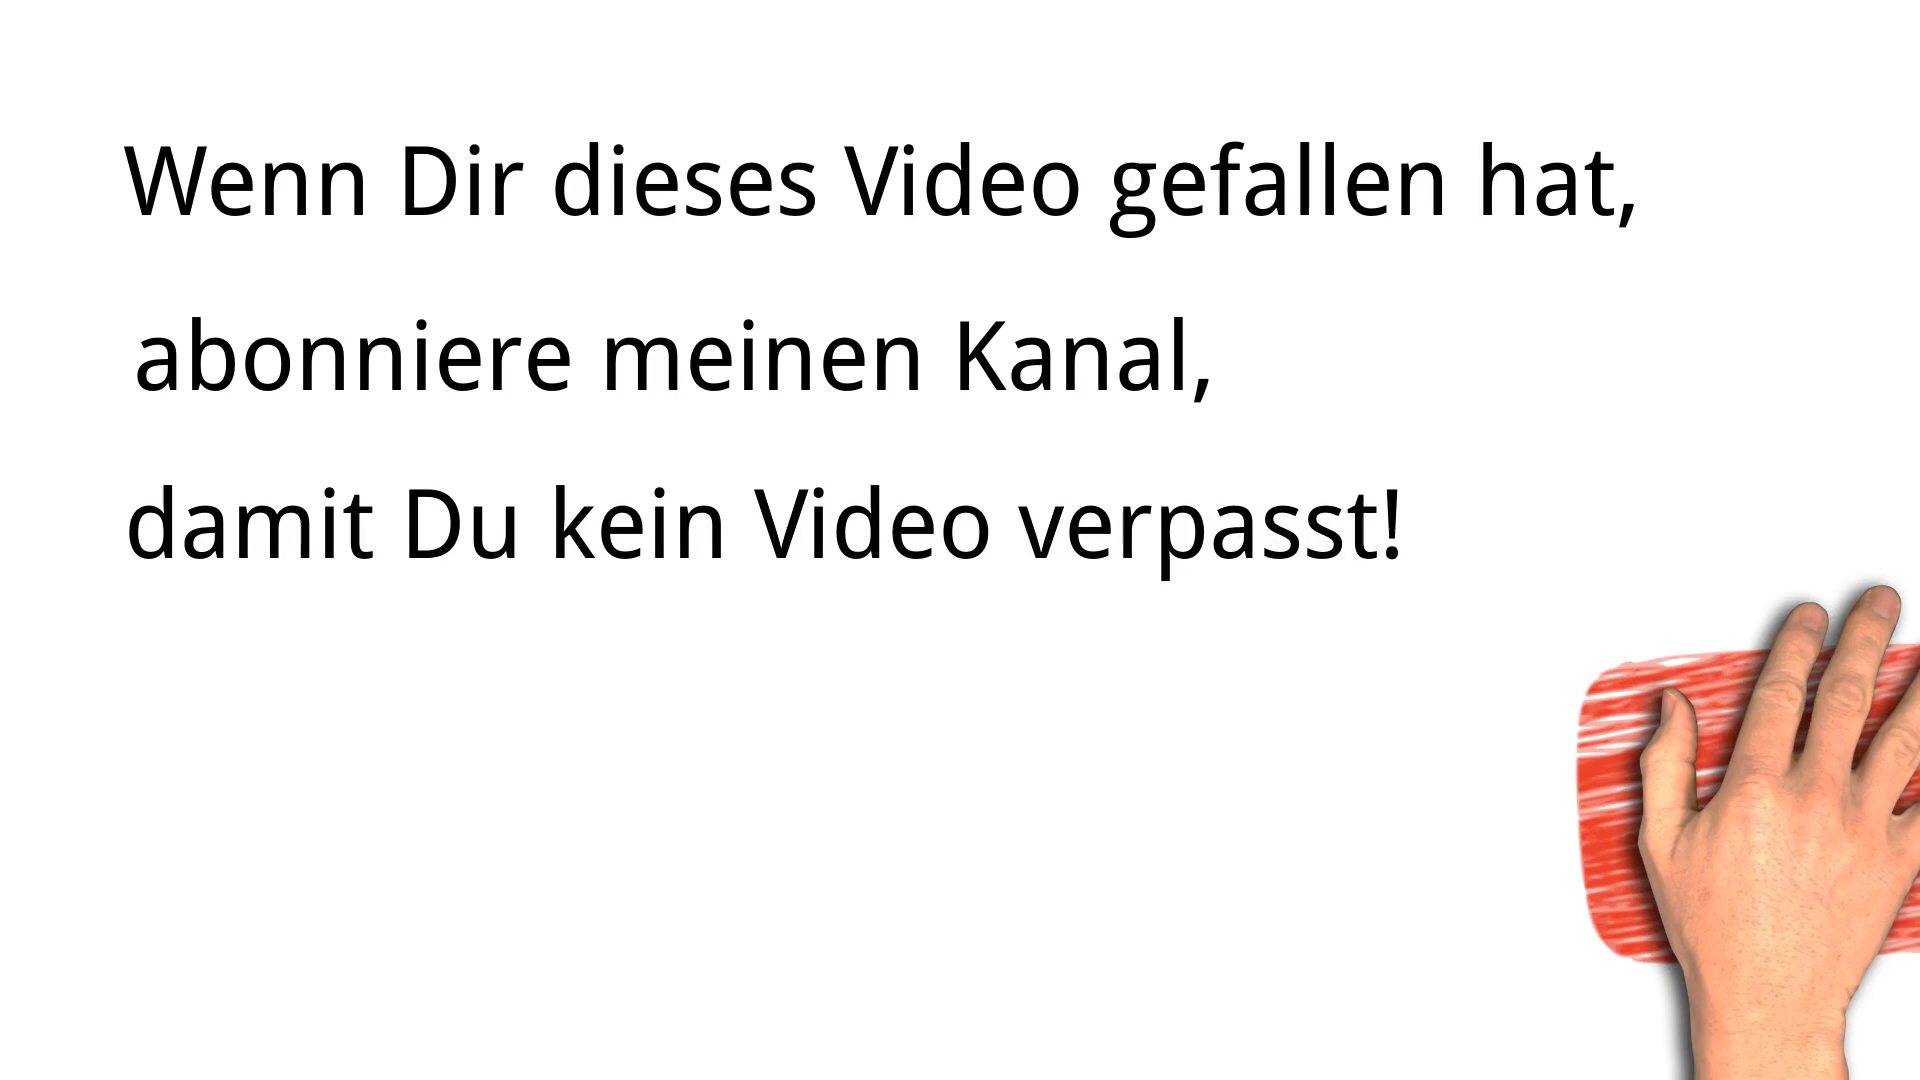 Wenn Dir dieses Video gefallen hat,
abonniere meinen Kanal,
damit Du kein Video verpasst!